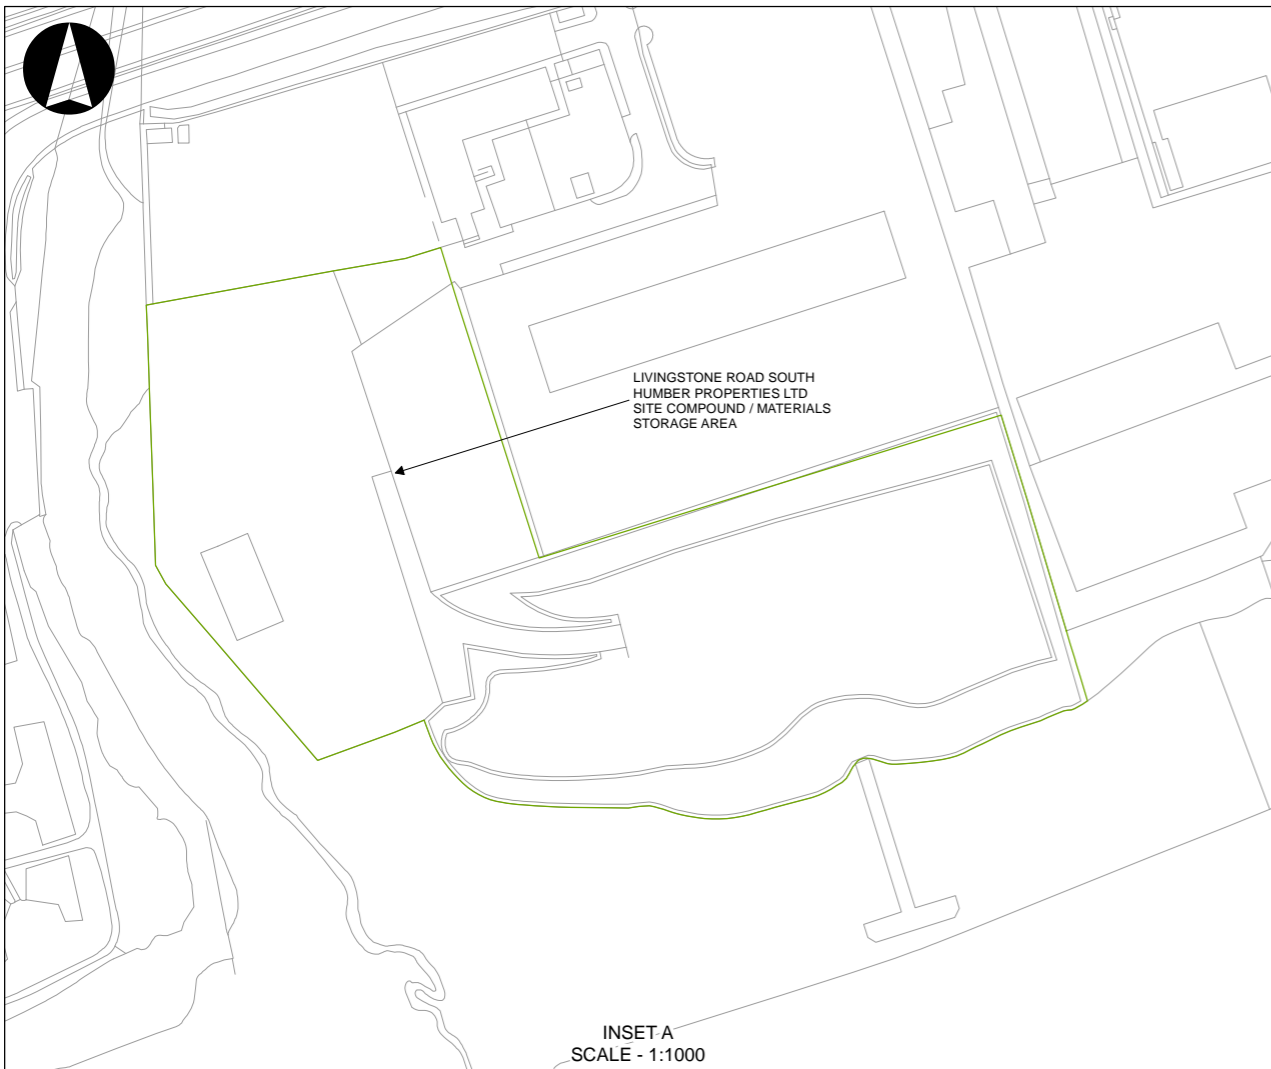 LIVINGSTONE ROAD SOUTH
HUMBER PROPERTIES LTD
SITE COMPOUND / MATERIALS
STORAGE AREA
INSET A
SCALE - 1:1000